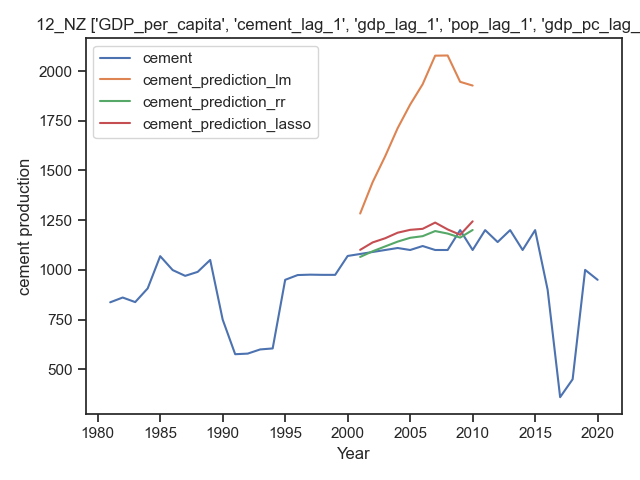 12_NZ ['GDP_per_capita', 'cement_lag_1', 'gdp_lag_1', 'pop_lag_1', 'gdp_pc_lag_
cement
cement_prediction_lm
cement_prediction_rr
cement_prediction_lasso
cement production
2000
1750
1500
1250
1000
750
500
1980 1985 1990 1995 2000 2005 2010 2015 2020
Year